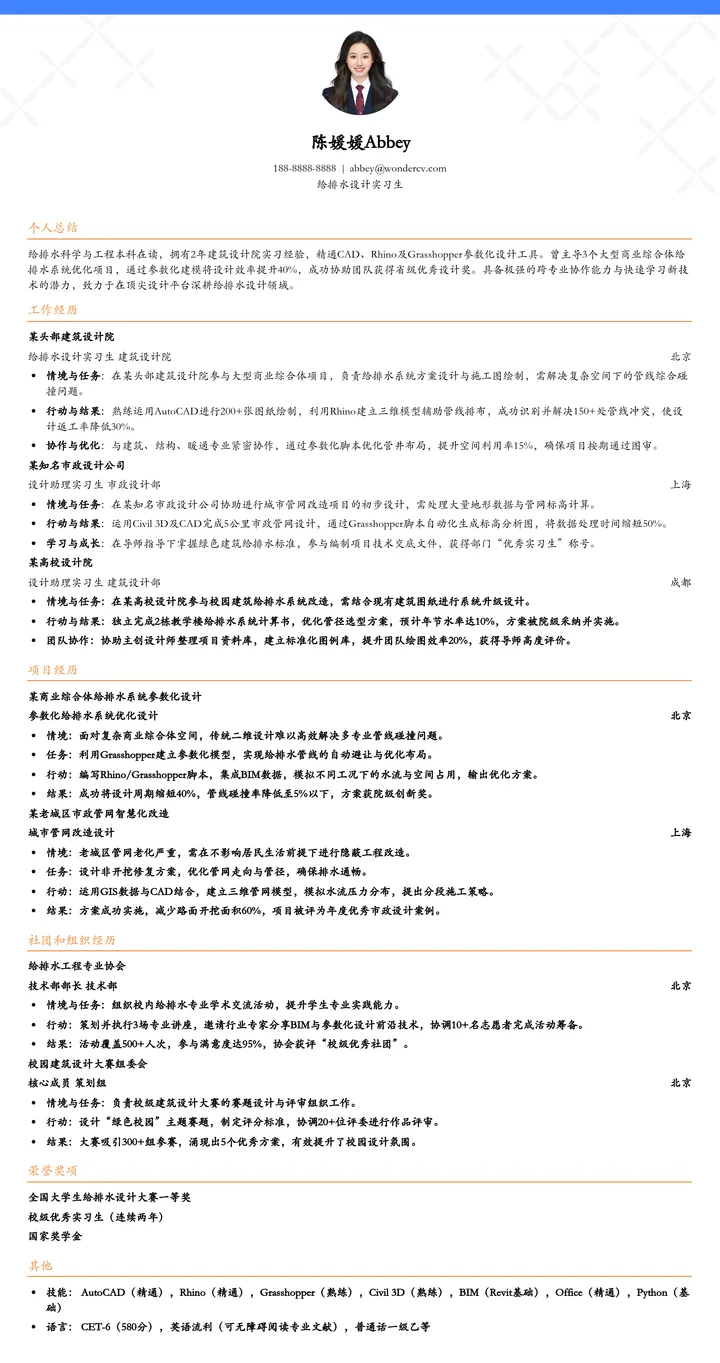 陈媛媛Abbey
188-8888-8888 | abbey@wondercv.com
给排水设计实习生
个人总结
给排水科学与工程本科在读，拥有2年建筑设计院实习经验，精通CAD、Rhino及Grasshopper参数化设计工具。曾主导3个大型商业综合体给
排水系统优化项目，通过参数化建模将设计效率提升40%，成功协助团队获得省级优秀设计奖。具备极强的跨专业协作能力与快速学习新技
术的潜力，致力于在顶尖设计平台深耕给排水设计领域。
工作经历
某头部建筑设计院
给排水设计实习生 建筑设计院 北京
• 情境与任务：在某头部建筑设计院参与大型商业综合体项目，负责给排水系统方案设计与施工图绘制，需解决复杂空间下的管线综合碰
撞问题。
• 行动与结果：熟练运用AutoCAD进行200+张图纸绘制，利用Rhino建立三维模型辅助管线排布，成功识别并解决150+处管线冲突，使设
计返工率降低30%。
• 协作与优化：与建筑、结构、暖通专业紧密协作，通过参数化脚本优化管井布局，提升空间利用率15%，确保项目按期通过图审。
某知名市政设计公司
设计助理实习生 市政设计部 上海
• 情境与任务：在某知名市政设计公司协助进行城市管网改造项目的初步设计，需处理大量地形数据与管网标高计算。
• 行动与结果：运用Civil 3D及CAD完成5公里市政管网设计，通过Grasshopper脚本自动化生成标高分析图，将数据处理时间缩短50%。
• 学习与成长：在导师指导下掌握绿色建筑给排水标准，参与编制项目技术交底文件，获得部门“优秀实习生”称号。
某高校设计院
设计助理实习生 建筑设计部 成都
• 情境与任务：在某高校设计院参与校园建筑给排水系统改造，需结合现有建筑图纸进行系统升级设计。
• 行动与结果：独立完成2栋教学楼给排水系统计算书，优化管径选型方案，预计年节水率达10%，方案被院级采纳并实施。
• 团队协作：协助主创设计师整理项目资料库，建立标准化图例库，提升团队绘图效率20%，获得导师高度评价。
项目经历
某商业综合体给排水系统参数化设计
参数化给排水系统优化设计 北京
• 情境：面对复杂商业综合体空间，传统二维设计难以高效解决多专业管线碰撞问题。
• 任务：利用Grasshopper建立参数化模型，实现给排水管线的自动避让与优化布局。
• 行动：编写Rhino/Grasshopper脚本，集成BIM数据，模拟不同工况下的水流与空间占用，输出优化方案。
• 结果：成功将设计周期缩短40%，管线碰撞率降低至5%以下，方案获院级创新奖。
某老城区市政管网智慧化改造
城市管网改造设计 上海
• 情境：老城区管网老化严重，需在不影响居民生活前提下进行隐蔽工程改造。
• 任务：设计非开挖修复方案，优化管网走向与管径，确保排水通畅。
• 行动：运用GIS数据与CAD结合，建立三维管网模型，模拟水流压力分布，提出分段施工策略。
• 结果：方案成功实施，减少路面开挖面积60%，项目被评为年度优秀市政设计案例。
社团和组织经历
给排水工程专业协会
技术部部长 技术部 北京
• 情境与任务：组织校内给排水专业学术交流活动，提升学生专业实践能力。
• 行动：策划并执行3场专业讲座，邀请行业专家分享BIM与参数化设计前沿技术，协调10+名志愿者完成活动筹备。
• 结果：活动覆盖500+人次，参与满意度达95%，协会获评“校级优秀社团”。
校园建筑设计大赛组委会
核心成员 策划组 北京
• 情境与任务：负责校级建筑设计大赛的赛题设计与评审组织工作。
• 行动：设计“绿色校园”主题赛题，制定评分标准，协调20+位评委进行作品评审。
• 结果：大赛吸引300+组参赛，涌现出5个优秀方案，有效提升了校园设计氛围。
荣誉奖项
全国大学生给排水设计大赛一等奖
校级优秀实习生（连续两年）
国家奖学金
其他
• 技能： AutoCAD（精通）, Rhino（精通）, Grasshopper（熟练）, Civil 3D（熟练）, BIM（Revit基础）, Office（精通）, Python（基
础）
• 语言： CET-6（580分）, 英语流利（可无障碍阅读专业文献）, 普通话一级乙等